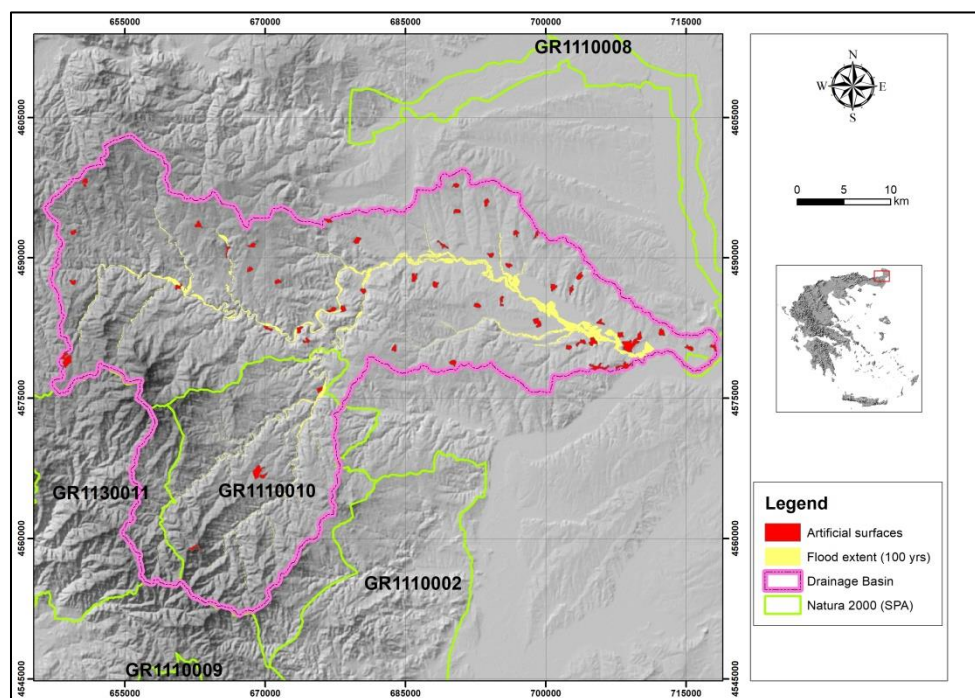 655000 670000 685000 700000 715000
GR1110008
4605000 4605000
4590000 4590000
4575000 4575000
GR1130011
GR1110010
4560000 4560000
GR1110002
GR1110009
4545000 4545000
655000 670000 685000 700000 715000
N
W E
S
0 5 10
km
Legend
Artificial surfaces
Flood extent (100 yrs)
Drainage Basin
Natura 2000 (SPA)